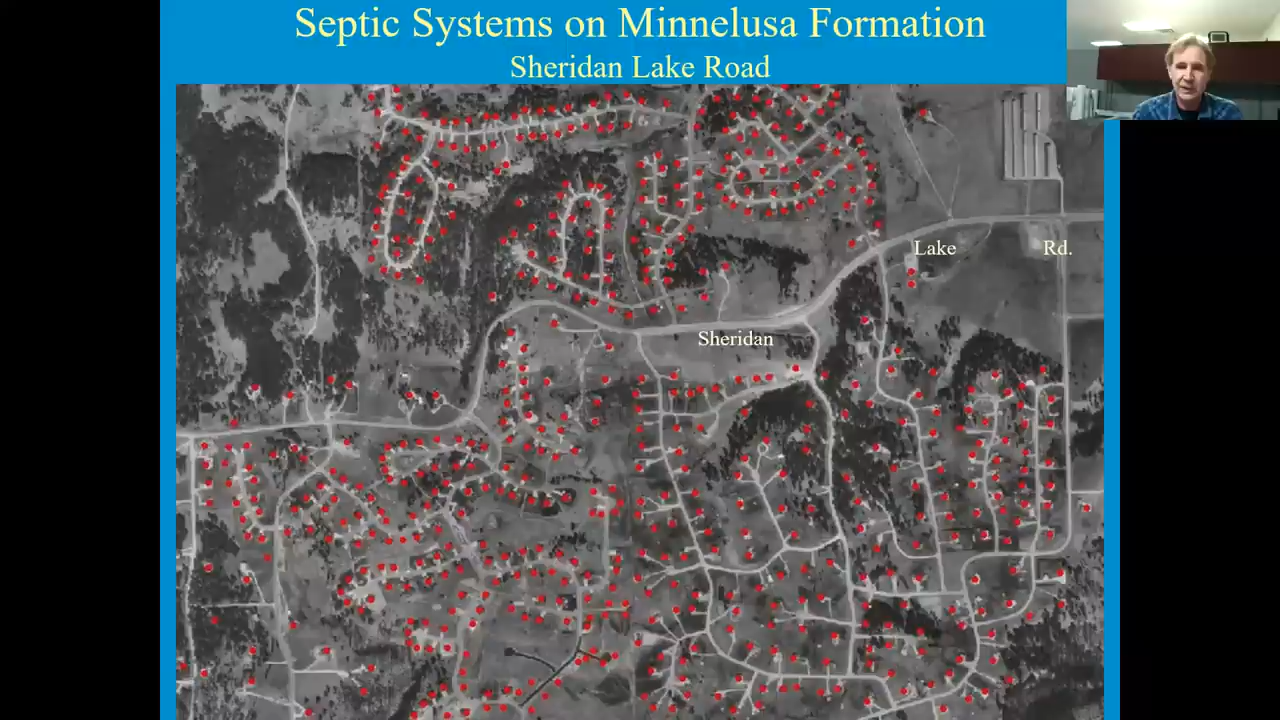 Septic Systems on Minnelusa Formation
Sheridan Lake Road
Lake Rd.
Sheridan